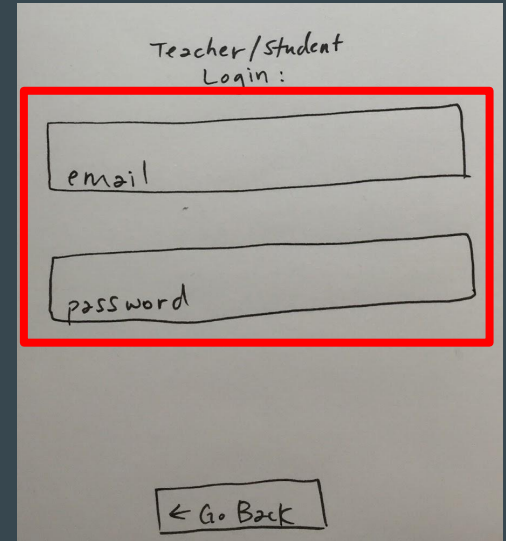 Teacher/Student
Login:
email
password
← Go Back